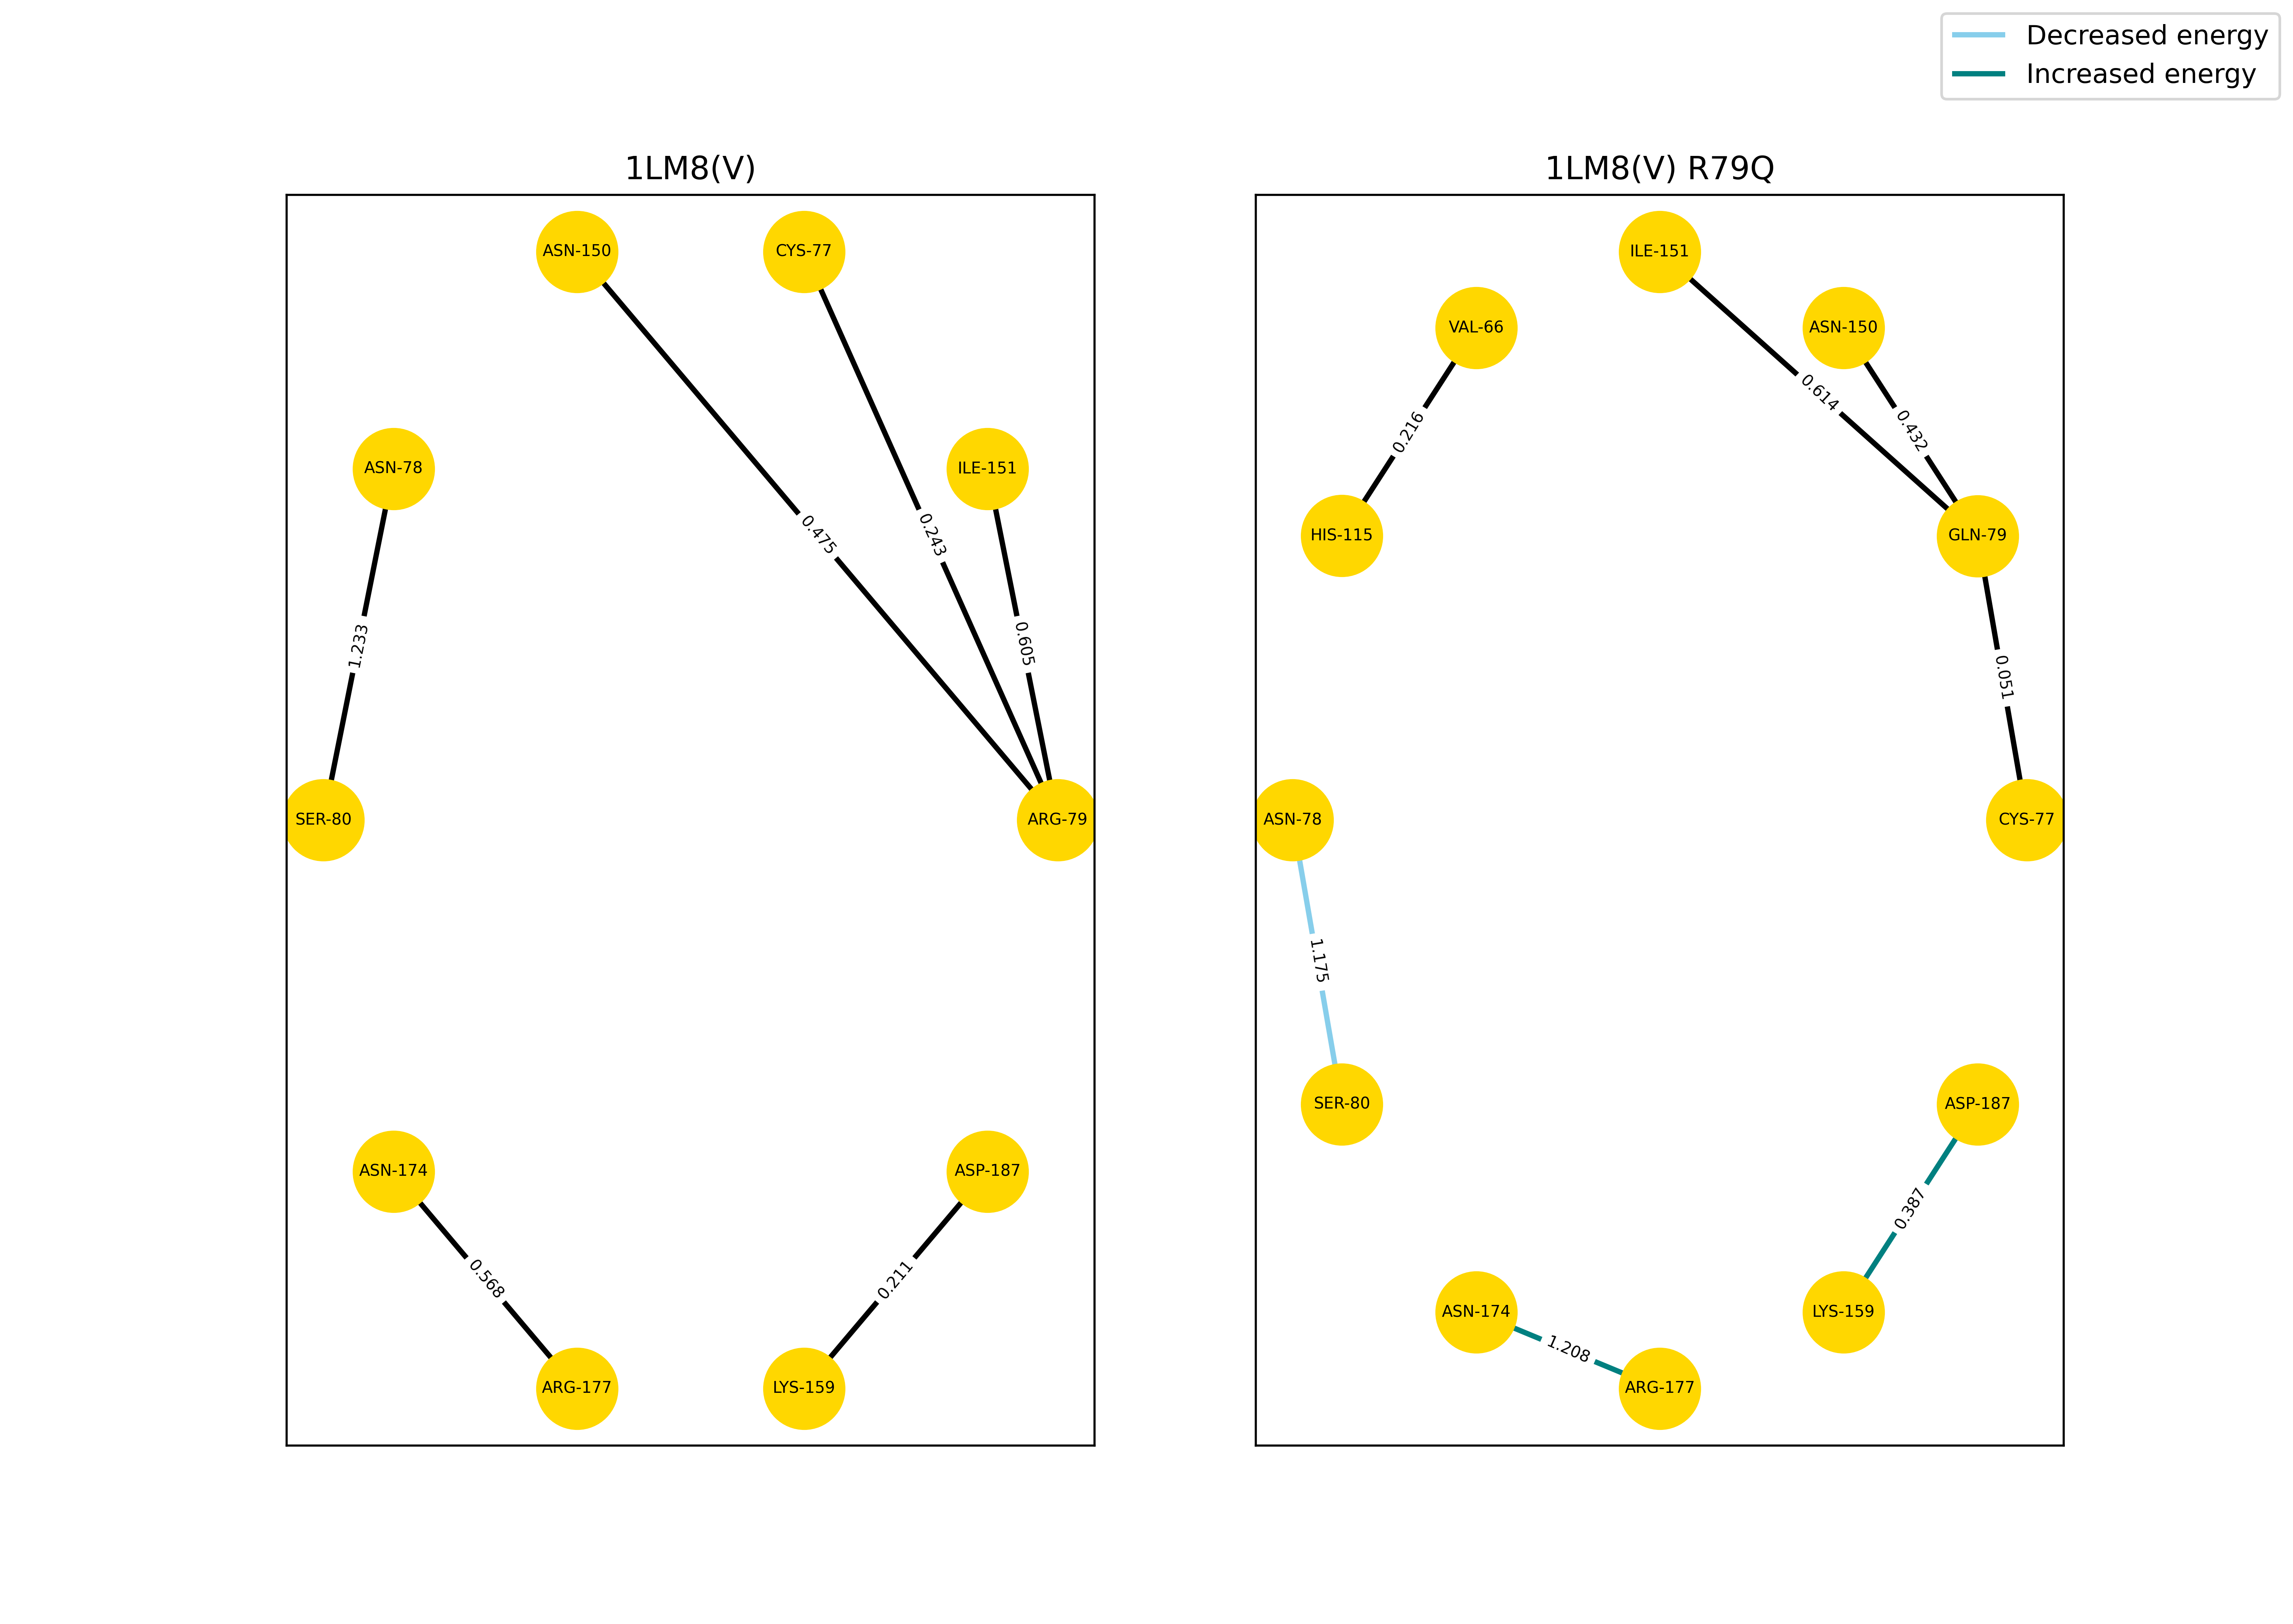 Decreased energy
Increased energy
1LM8(V)
ASN-150
CYS-77
ASN-78
ILE-151
0.475
0.243
0.605
1.233
SER-80
ARG-79
ASN-174
ASP-187
0.568
0.211
ARG-177
LYS-159
1LM8(V) R79Q
ILE-151
VAL-66
ASN-150
0.614
0.216
0.432
HIS-115
GLN-79
0.051
ASN-78
CYS-77
1.175
SER-80
ASP-187
0.387
ASN-174
LYS-159
1.208
ARG-177